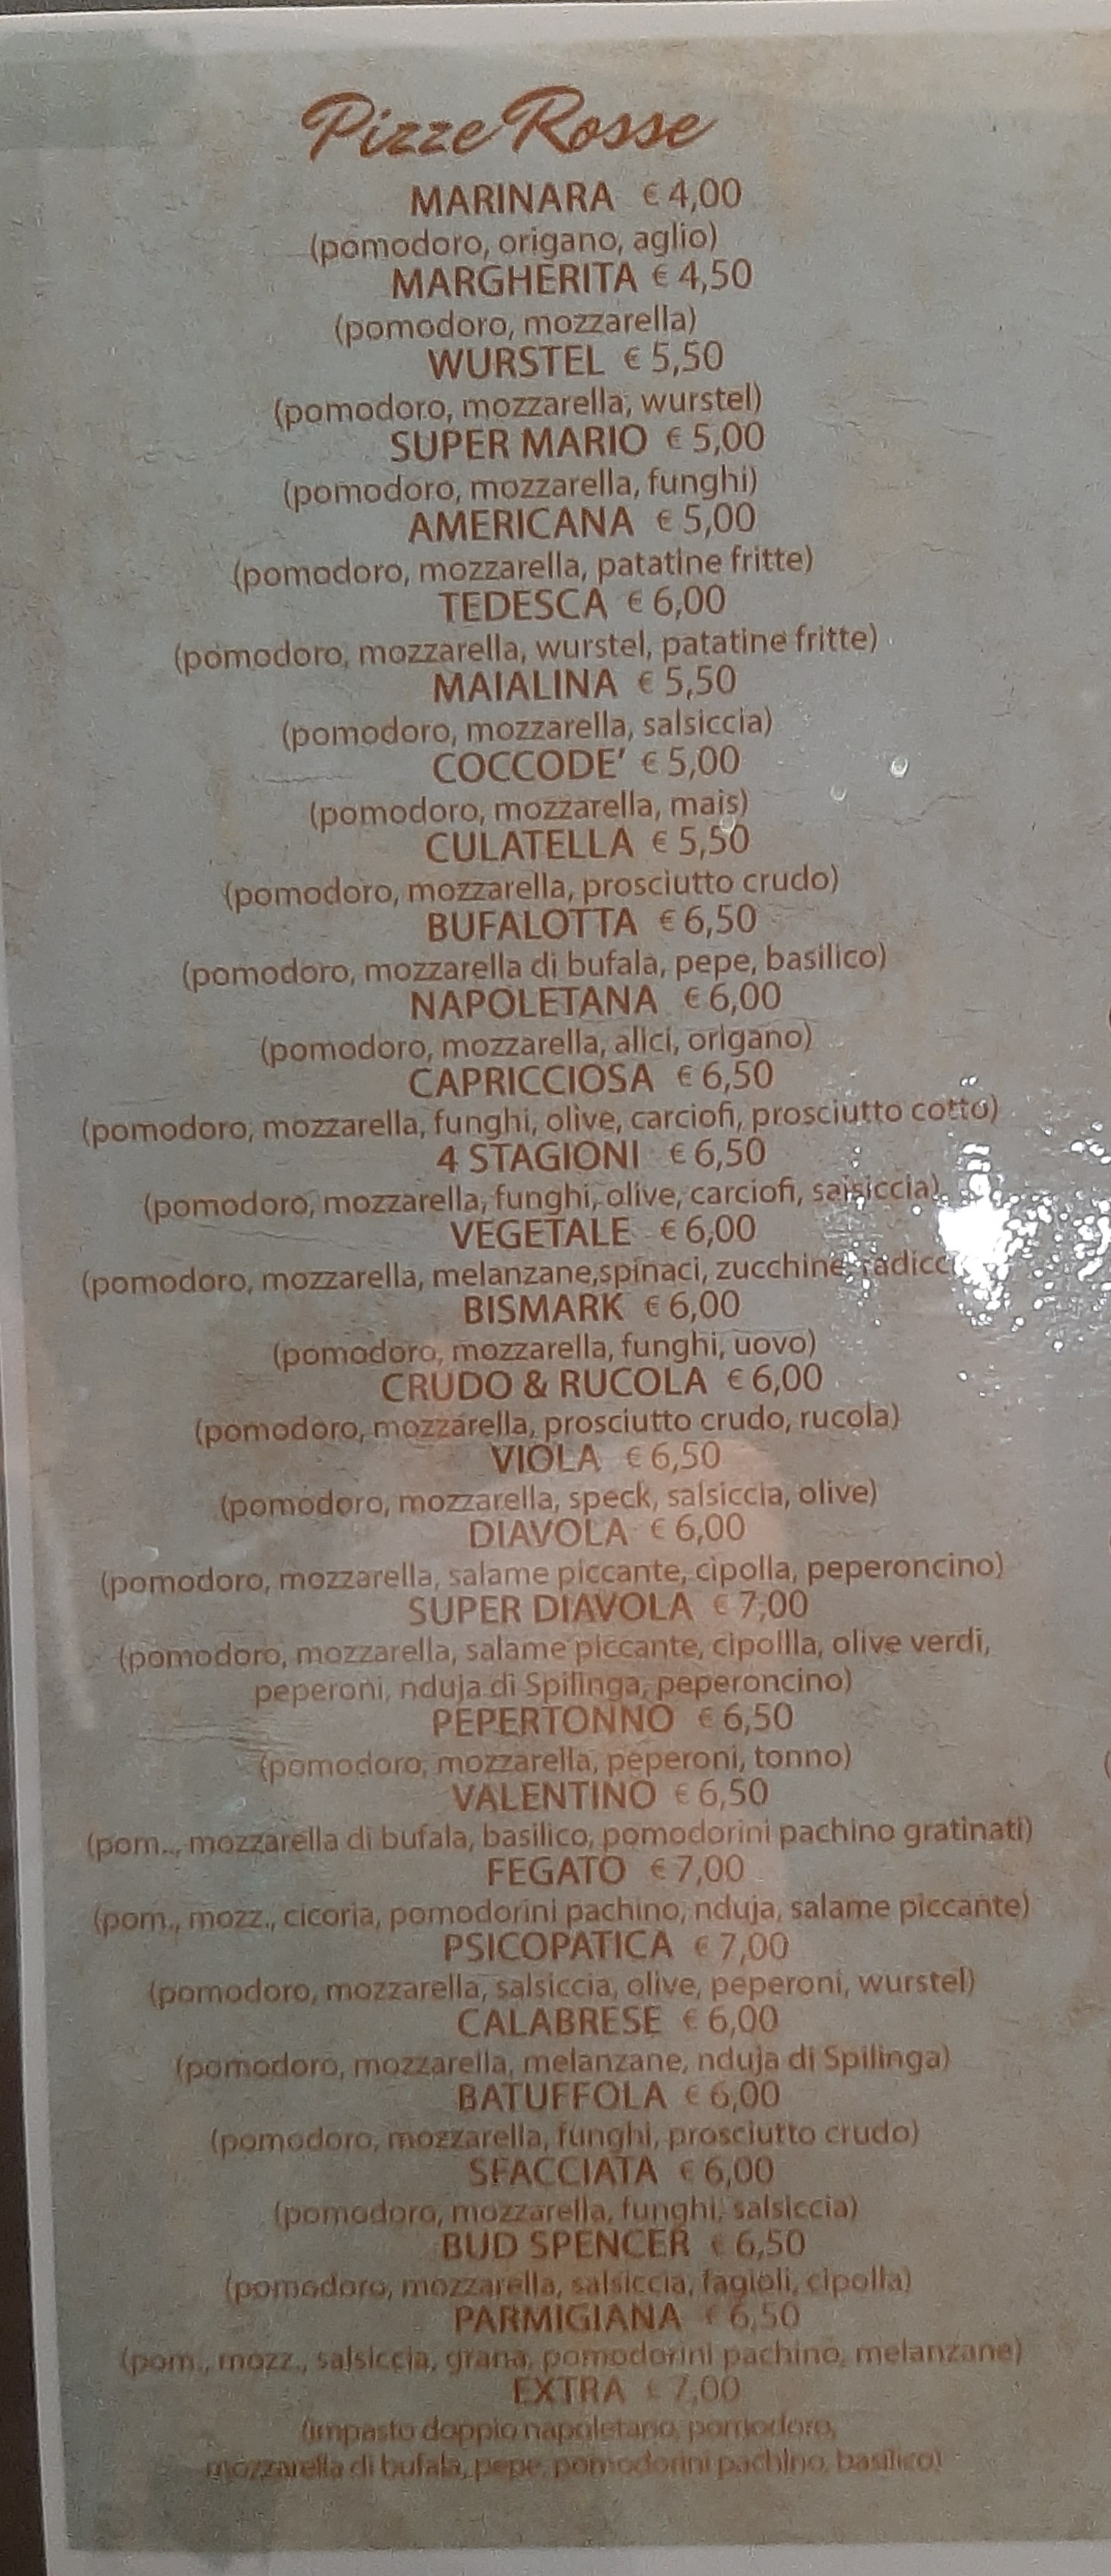 Pizze Rosse
MARINARA € 4,00
(pomodoro, origano, aglio)
MARGHERITA € 4,50
(pomodoro, mozzarella)
WURSTEL € 5,50
(pomodoro, mozzarella, wurstel)
SUPER MARIO € 5,00
(pomodoro, mozzarella, funghi)
AMERICANA € 5,00
(pomodoro, mozzarella, patatine fritte)
TEDESCA € 6,00
(pomodoro, mozzarella, wurstel, patatine fritte)
MAIALINA € 5,50
(pomodoro, mozzarella, salsiccia)
COCCODE' € 5,00
(pomodoro, mozzarella, mais)
CULATELLA € 5,50
(pomodoro, mozzarella, prosciutto crudo)
BUFALOTTA € 6,50
(pomodoro, mozzarella di bufala, pepe, basilico)
NAPOLETANA € 6,00
(pomodoro, mozzarella, alici, origano)
CAPRICCIOSA € 6,50
(pomodoro, mozzarella, funghi, olive, carciofi, prosciutto cotto)
4 STAGIONI € 6,50
(pomodoro, mozzarella, funghi, olive, carciofi, salsiccia)
VEGETALE € 6,00
(pomodoro, mozzarella, melanzane,spinaci, zucchine,
BISMARK € 6,00
(pomodoro, mozzarella, funghi, uovo)
CRUDO & RUCOLA € 6,00
(pomodoro, mozzarella, prosciutto crudo, rucola)
VIOLA € 6,50
(pomodoro, mozzarella, speck, salsiccia, olive)
DIAVOLA € 6,00
(pomodoro, mozzarella, salame piccante, cipolla, peperoncino)
SUPER DIAVOLA € 7,00
(pomodoro, mozzarella, salame piccante, cipollla, olive verdi,
peperoni, nduja di Spilinga, peperoncino)
PEPERTONNO € 6,50
(pomodoro, mozzarella, peperoni, tonno)
VALENTINO € 6,50
(pom.., mozzarella di bufala, basilico, pomodorini pachino gratinati)
FEGATO € 7,00
(pom., mozz., cicoria, pomodorini pachino, nduja, salame piccante)
PSICOPATICA € 7,00
(pomodoro, mozzarella, salsiccia, olive, peperoni, wurstel)
CALABRESE € 6,00
(pomodoro, mozzarella, melanzane, nduja di Spilinga)
BATUFFOLA € 6,00
(pomodoro, mozzarella, funghi, prosciutto crudo)
SFACCIATA € 6,00
(pomodoro, mozzarella, funghi, salsiccia)
BUD SPENCER € 6,50
(pomodoro, mozzarella, salsiccia, fagioli, cipolla)
PARMIGIANA € 6,50
(pom., mozz., salsiccia, grana, pomodorini pachino, melanzane)
EXTRA € 7,00
(impasto doppio napoletano, pomodoro,
mozzarella di bufala, pepe, pomodorini pachino, basilico)